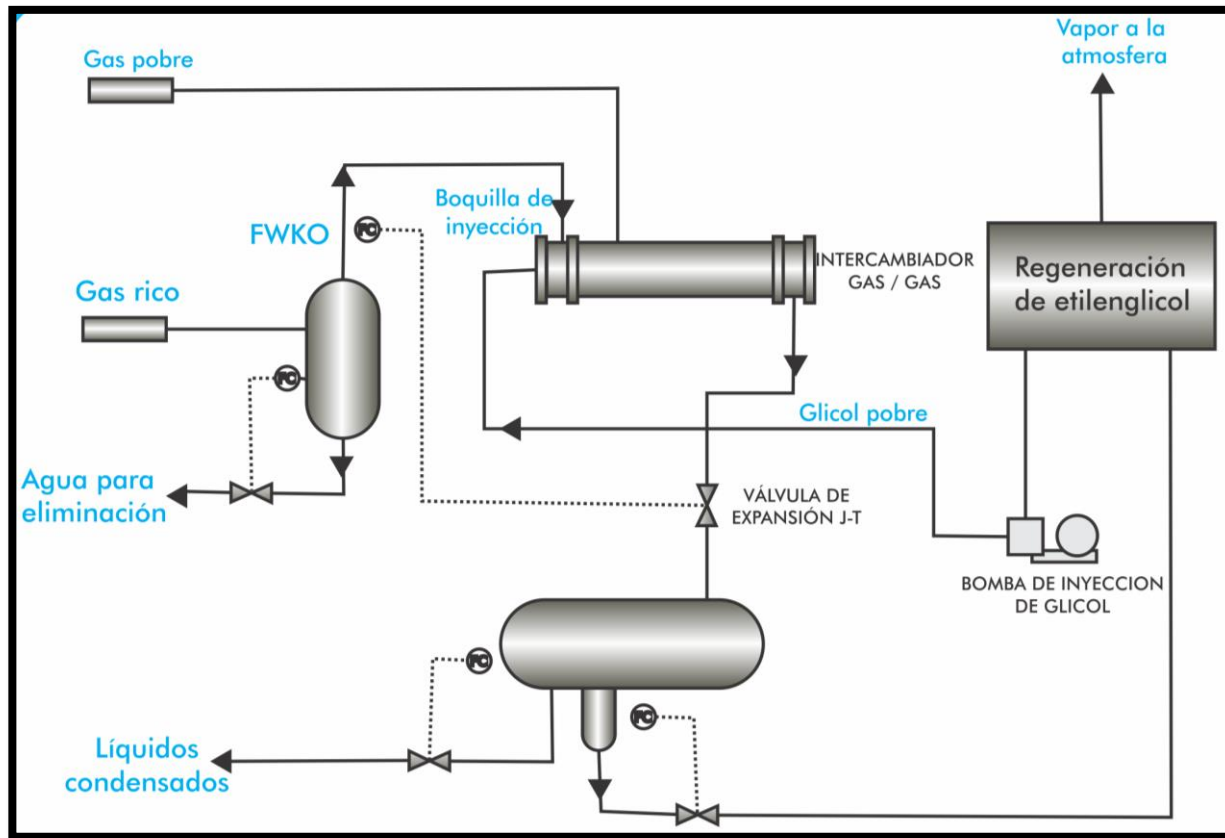 Vapor a la
atmosfera
Gas pobre
Boquilla de
inyección
FWKO
FC
INTERCAMBIADOR
GAS / GAS
Regeneración
de etilenglicol
Gas rico
FC
Glicol pobre
Agua para
eliminación
VÁLVULA DE
EXPANSIÓN J-T
BOMBA DE INYECCION
DE GLICOL
FC
FC
Líquidos
condensados